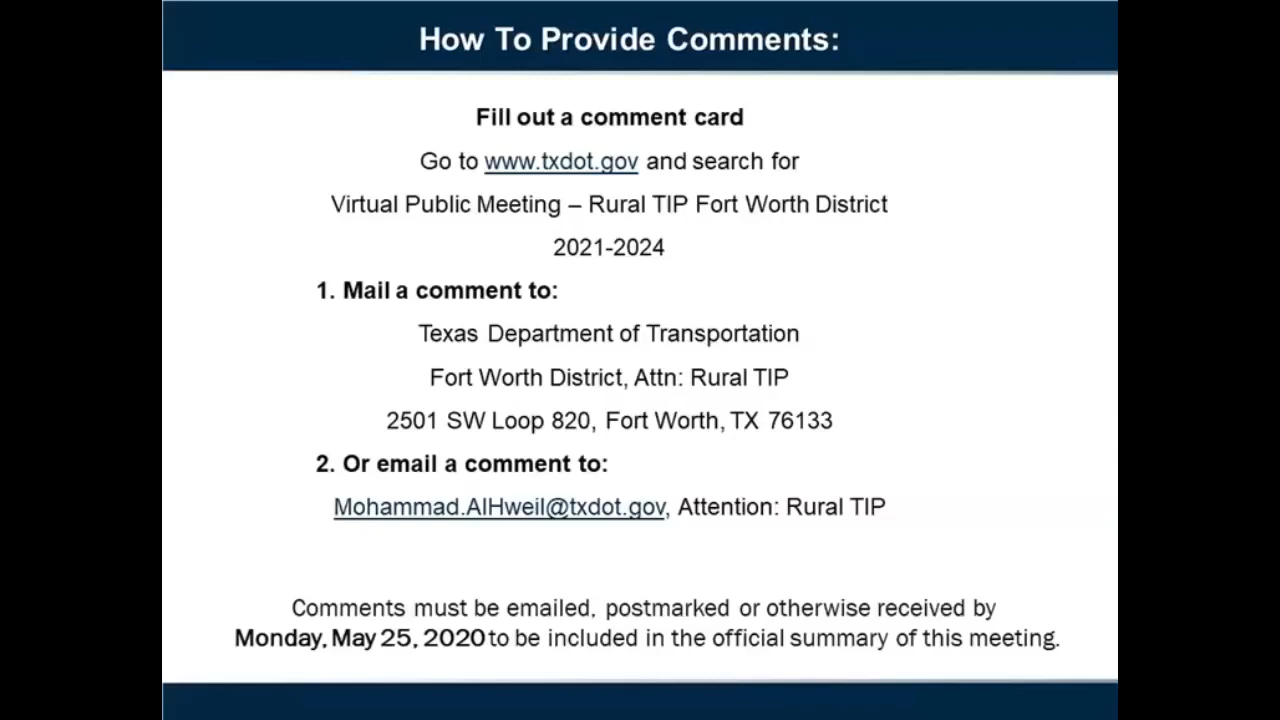 How To Provide Comments:
Fill out a comment card
Go to www.txdot.gov and search for
Virtual Public Meeting – Rural TIP Fort Worth District
2021-2024
1. Mail a comment to:
Texas Department of Transportation
Fort Worth District, Attn: Rural TIP
2501 SW Loop 820, Fort Worth, TX 76133
2. Or email a comment to:
Mohammad.AlHweil@txdot.gov, Attention: Rural TIP
Comments must be emailed, postmarked or otherwise received by
Monday, May 25, 2020 to be included in the official summary of this meeting.